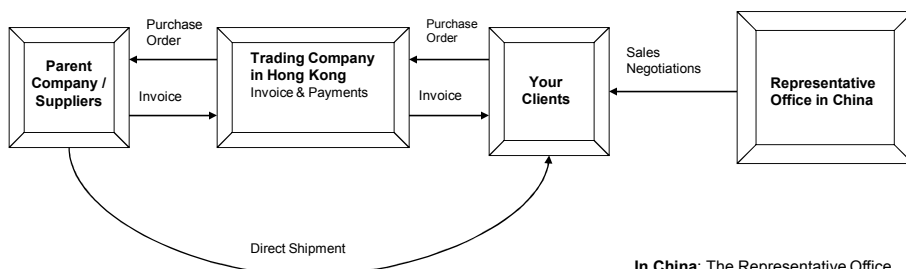 Purchase
Order
Parent
Company /
Suppliers
Invoice
Trading Company
in Hong Kong
Invoice & Payments
Purchase
Order
Invoice
Your
Clients
Sales
Negotiations
Representative
Office in China
Direct Shipment
In China: The Representative Office